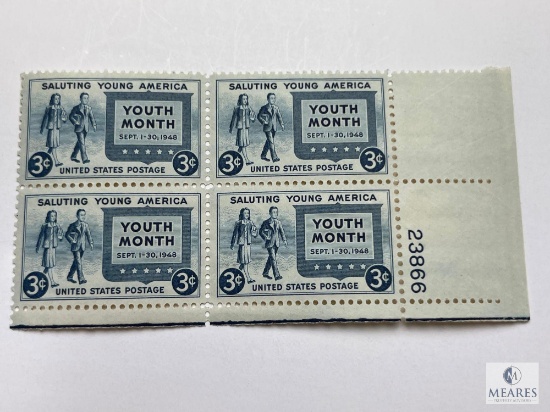 SALUTING YOUNG AMERICA
YOUTH
MONTH
SEPT. 1-30, 1948
3¢ 3¢
UNITED STATES POSTAGE
SALUTING YOUNG AMERICA
YOUTH
MONTH
SEPT. 1-30, 1948
3¢ 3¢
UNITED STATES POSTAGE
SALUTING YOUNG AMERICA
YOUTH
MONTH
SEPT. 1-30, 1948
3¢ 3¢
UNITED STATES POSTAGE
SALUTING YOUNG AMERICA
YOUTH
MONTH
SEPT. 1-30, 1948
3¢ 3¢
UNITED STATES POSTAGE
23866
M
MEARES